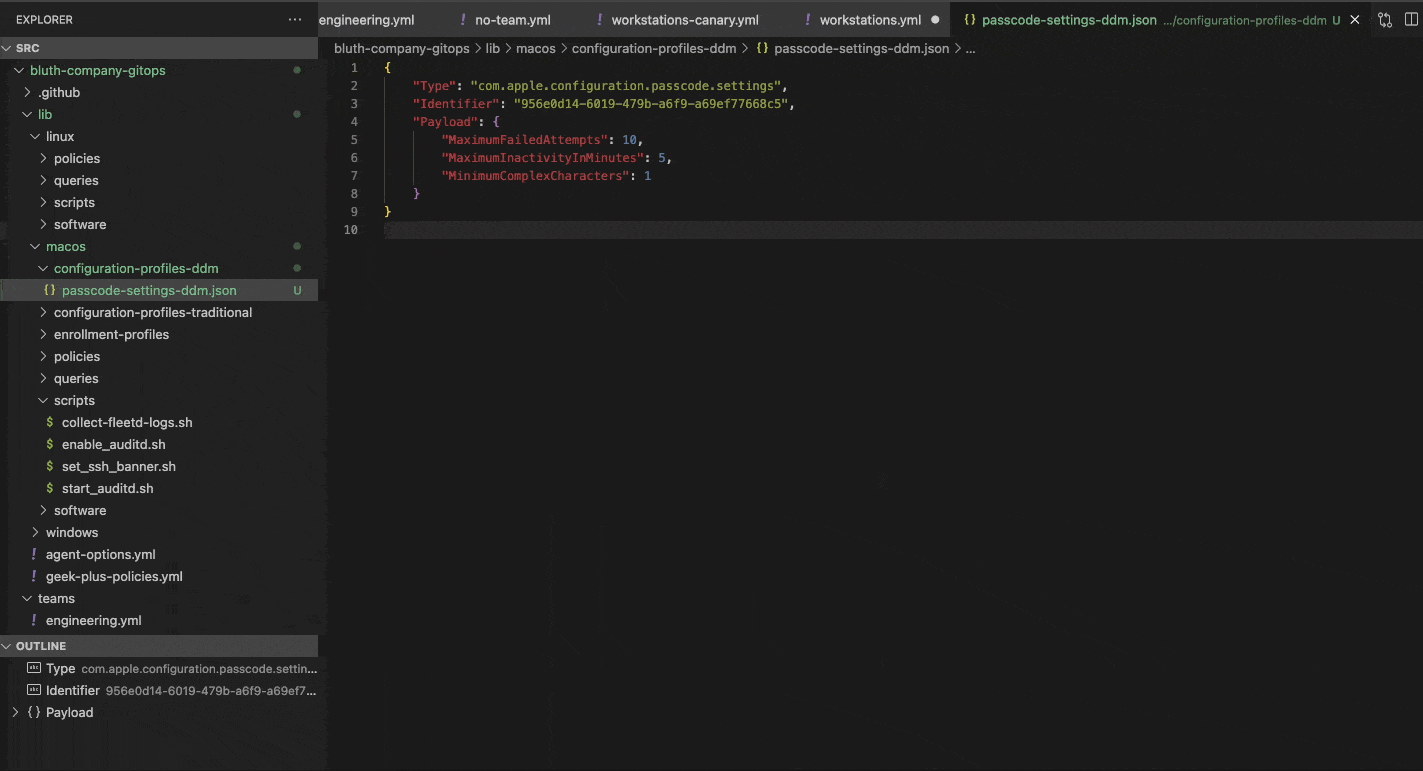 EXPLORER ...
SRC
bluth-company-gitops
.github
lib
linux
policies
queries
scripts
software
macos
configuration-profiles-ddm
{} passcode-settings-ddm.json U
configuration-profiles-traditional
enrollment-profiles
policies
queries
scripts
$ collect-fleetd-logs.sh
$ enable_auditd.sh
$ set_ssh_banner.sh
$ start_auditd.sh
software
windows
! agent-options.yml
! geek-plus-policies.yml
teams
! engineering.yml
OUTLINE
abc Type com.apple.configuration.passcode.settin...
abc Identifier 956e0d14-6019-479b-a6f9-a69ef7...
{} Payload
engineering.yml ! no-team.yml ! workstations-canary.yml ! workstations.yml ● {} passcode-settings-ddm.json .../configuration-profiles-ddm U ×
bluth-company-gitops > lib > macos > configuration-profiles-ddm > {} passcode-settings-ddm.json > ...
1 {
2 "Type": "com.apple.configuration.passcode.settings",
3 "Identifier": "956e0d14-6019-479b-a6f9-a69ef77668c5",
4 "Payload": {
5 "MaximumFailedAttempts": 10,
6 "MaximumInactivityInMinutes": 5,
7 "MinimumComplexCharacters": 1
8 }
9 }
10